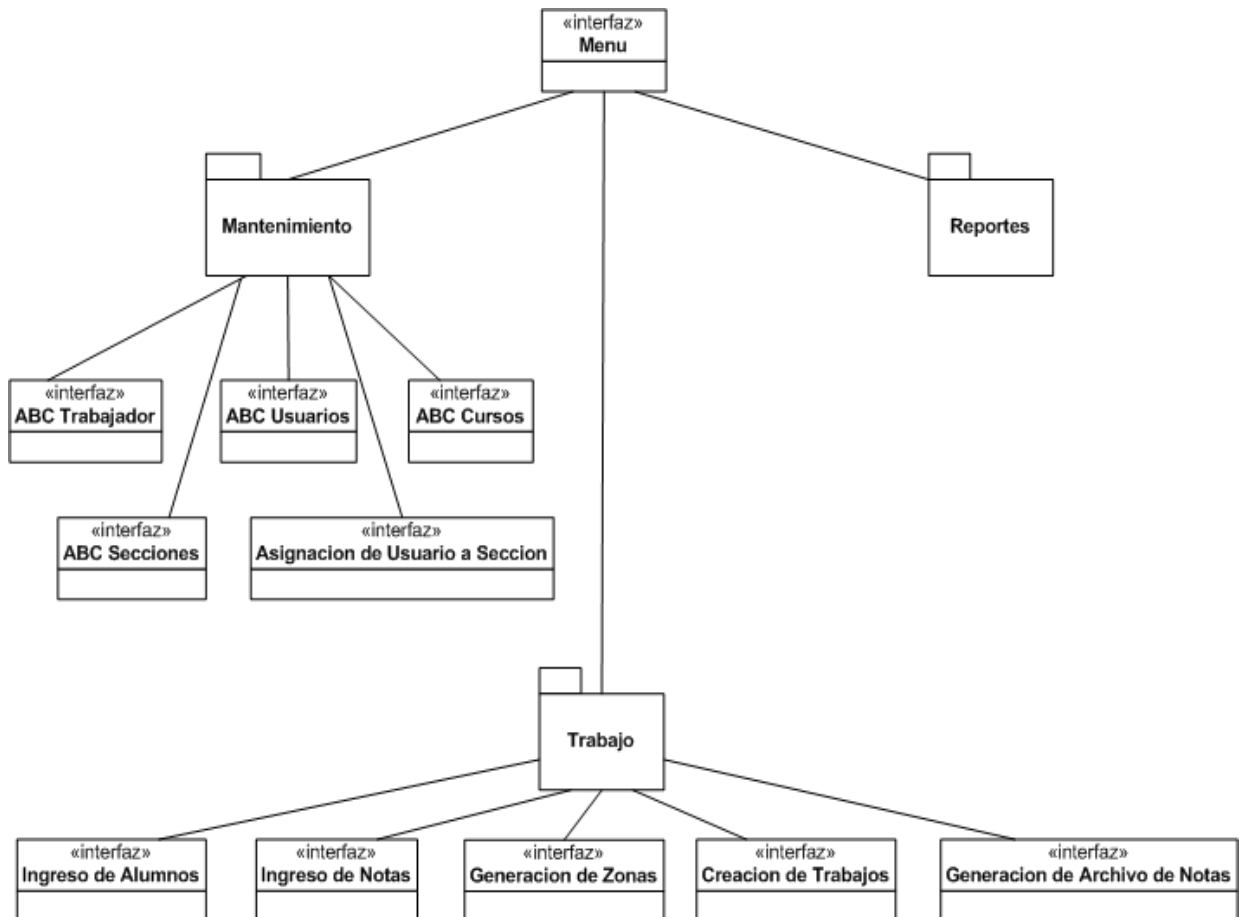 «interfaz»
Menu
Mantenimiento
Reportes
«interfaz»
ABC Trabajador
«interfaz»
ABC Usuarios
«interfaz»
ABC Cursos
«interfaz»
ABC Secciones
«interfaz»
Asignacion de Usuario a Seccion
Trabajo
«interfaz»
Ingreso de Alumnos
«interfaz»
Ingreso de Notas
«interfaz»
Generacion de Zonas
«interfaz»
Creacion de Trabajos
«interfaz»
Generacion de Archivo de Notas